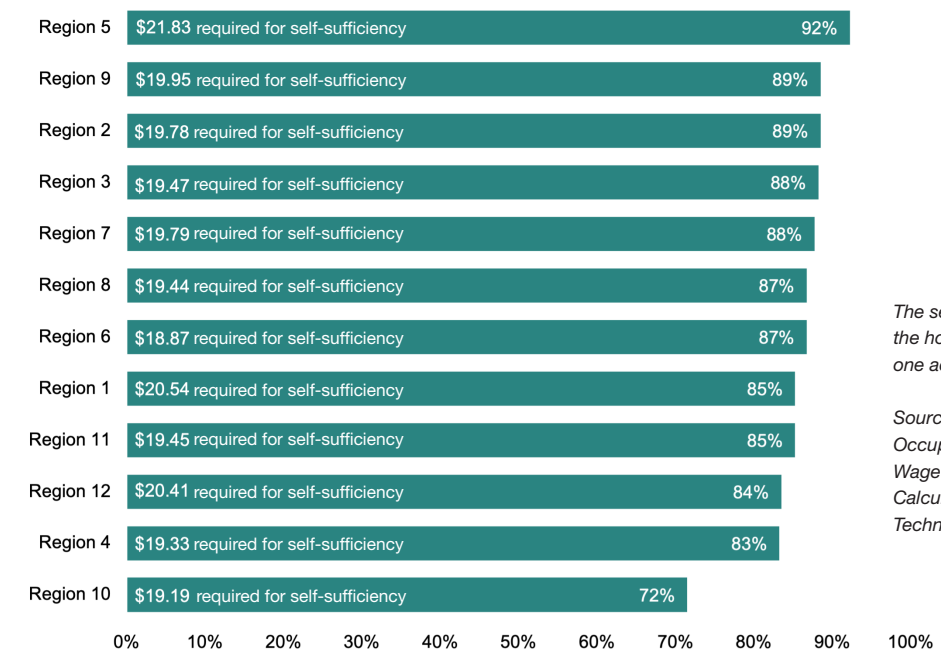 Region 5 $21.83 required for self-sufficiency 92%
Region 9 $19.95 required for self-sufficiency 89%
Region 2 $19.78 required for self-sufficiency 89%
Region 3 $19.47 required for self-sufficiency 88%
Region 7 $19.79 required for self-sufficiency 88%
Region 8 $19.44 required for self-sufficiency 87%
Region 6 $18.87 required for self-sufficiency 87%
Region 1 $20.54 required for self-sufficiency 85%
Region 11 $19.45 required for self-sufficiency 85%
Region 12 $20.41 required for self-sufficiency 84%
Region 4 $19.33 required for self-sufficiency 83%
Region 10 $19.19 required for self-sufficiency 72%
0% 10% 20% 30% 40% 50% 60% 70% 80% 90% 100%
The
the
one
Wage